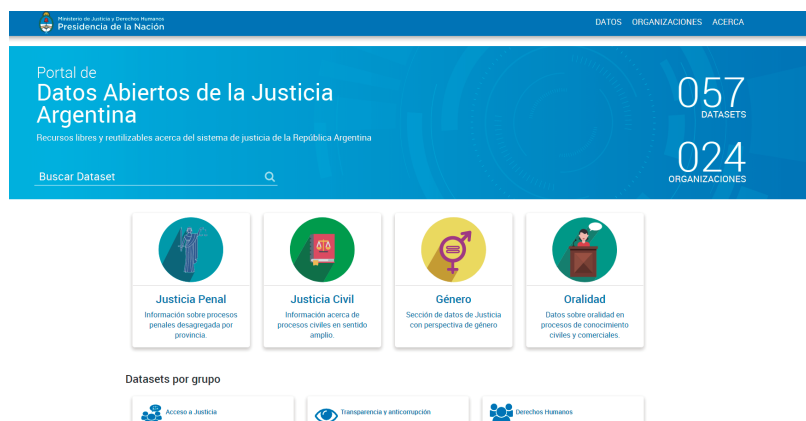 Ministerio de Justicia y Derechos Humanos
Presidencia de la Nación
DATOS ORGANIZACIONES ACERCA
Portal de
Datos Abiertos de la Justicia
Argentina
Recursos libres y reutilizables acerca del sistema de justicia de la República Argentina
Buscar Dataset
057
DATASETS
024
ORGANIZACIONES
Justicia Penal
Información sobre procesos
penales desagregada por
provincia.
Justicia Civil
Información acerca de
procesos civiles en sentido
amplio.
Género
Sección de datos de Justicia
con perspectiva de género
Oralidad
Datos sobre oralidad en
procesos de conocimiento
civiles y comerciales.
Datasets por grupo
Acceso a Justicia
Transparencia y anticorrupción
Derechos Humanos